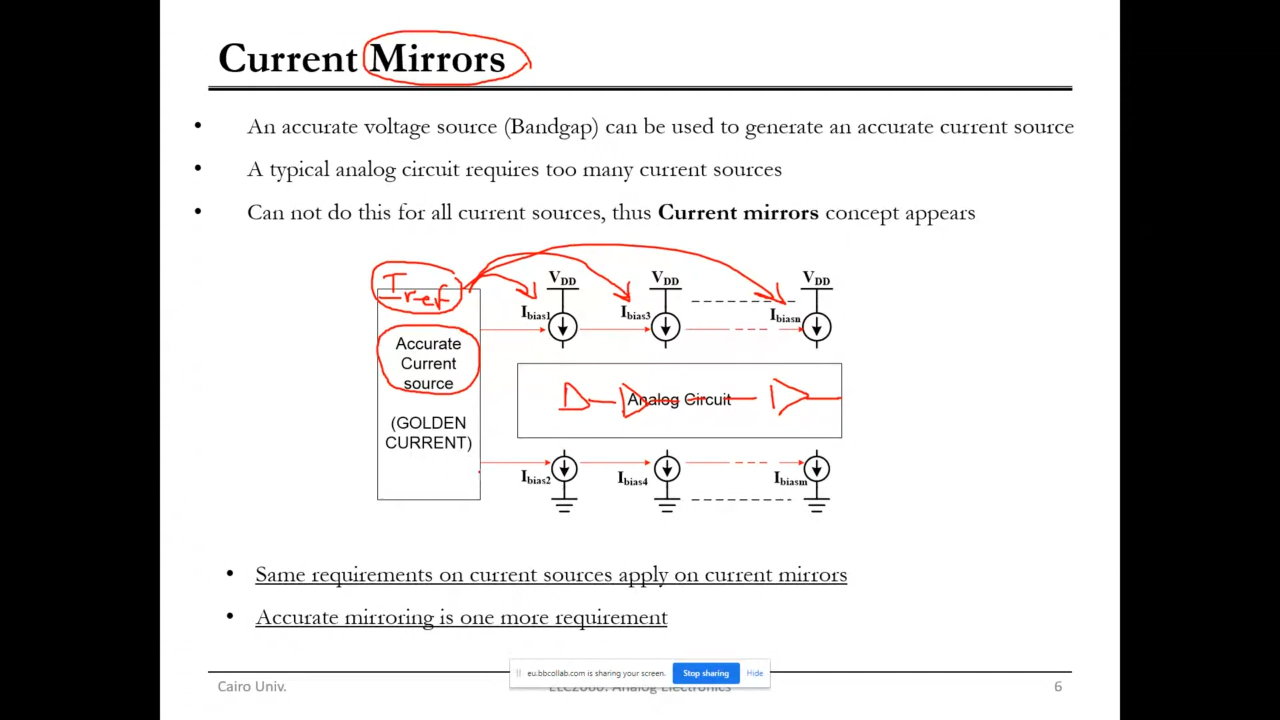 Current Mirrors
• An accurate voltage source (Bandgap) can be used to generate an accurate current source
• A typical analog circuit requires too many current sources
• Can not do this for all current sources, thus Current mirrors concept appears
Iref
VDD VDD VDD
Ibias1 Ibias3 Ibiasn
Accurate
Current
source
(GOLDEN
CURRENT)
Analog Circuit
Ibias2 Ibias4 Ibiasm
• Same requirements on current sources apply on current mirrors
• Accurate mirroring is one more requirement
eu.bbcollab.com is sharing your screen. Stop sharing Hide
Cairo Univ. Analog Electronics 6